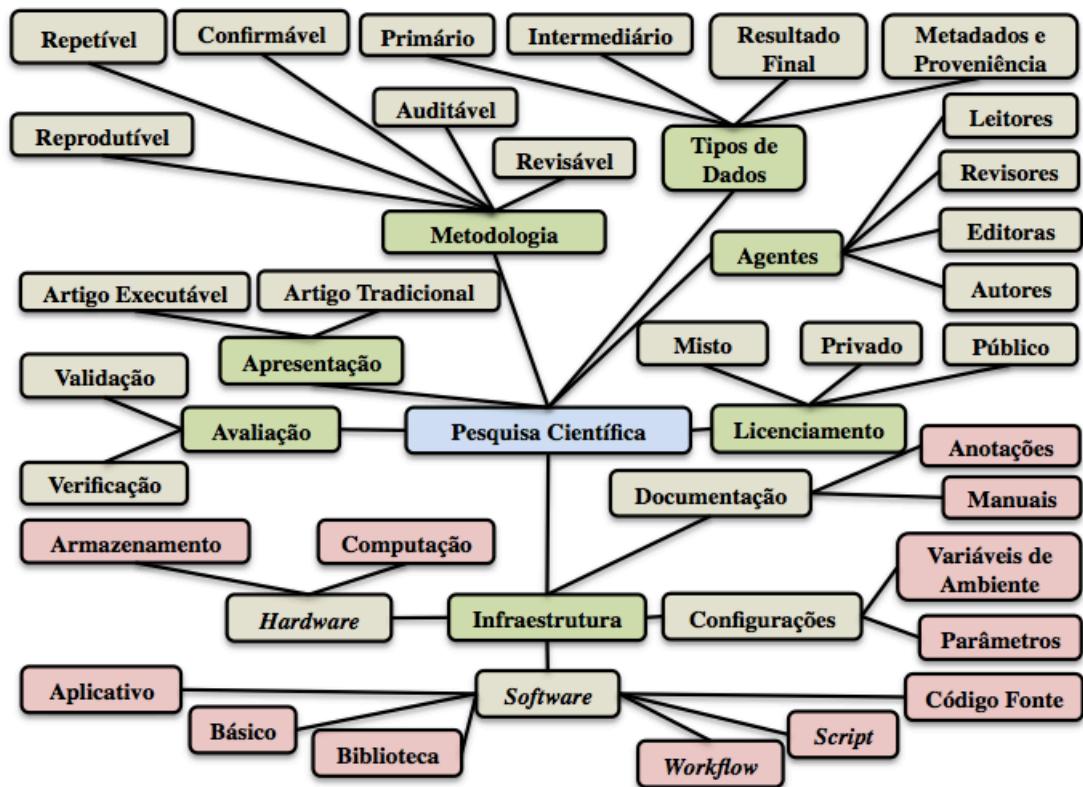 Repetível
Confirmável
Primário
Intermediário
Resultado
Final
Metadados e
Proveniência
Auditável
Leitores
Reprodutível
Tipos de
Dados
Revisável
Revisores
Metodologia
Editoras
Agentes
Artigo Executável
Artigo Tradicional
Autores
Misto
Privado
Público
Apresentação
Validação
Avaliação
Pesquisa Científica
Licenciamento
Anotações
Verificação
Documentação
Manuais
Armazenamento
Computação
Variáveis de
Ambiente
Hardware
Infraestrutura
Configurações
Parâmetros
Aplicativo
Software
Código Fonte
Básico
Script
Biblioteca
Workflow